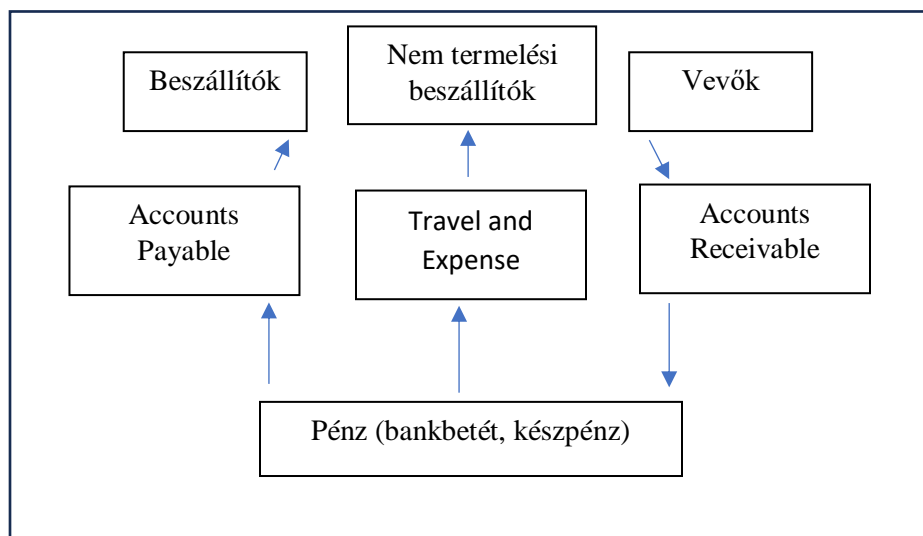 Beszállítók
Nem termelési
beszállítók
Vevők
Accounts
Payable
Travel and
Expense
Accounts
Receivable
Pénz (bankbetét, készpénz)